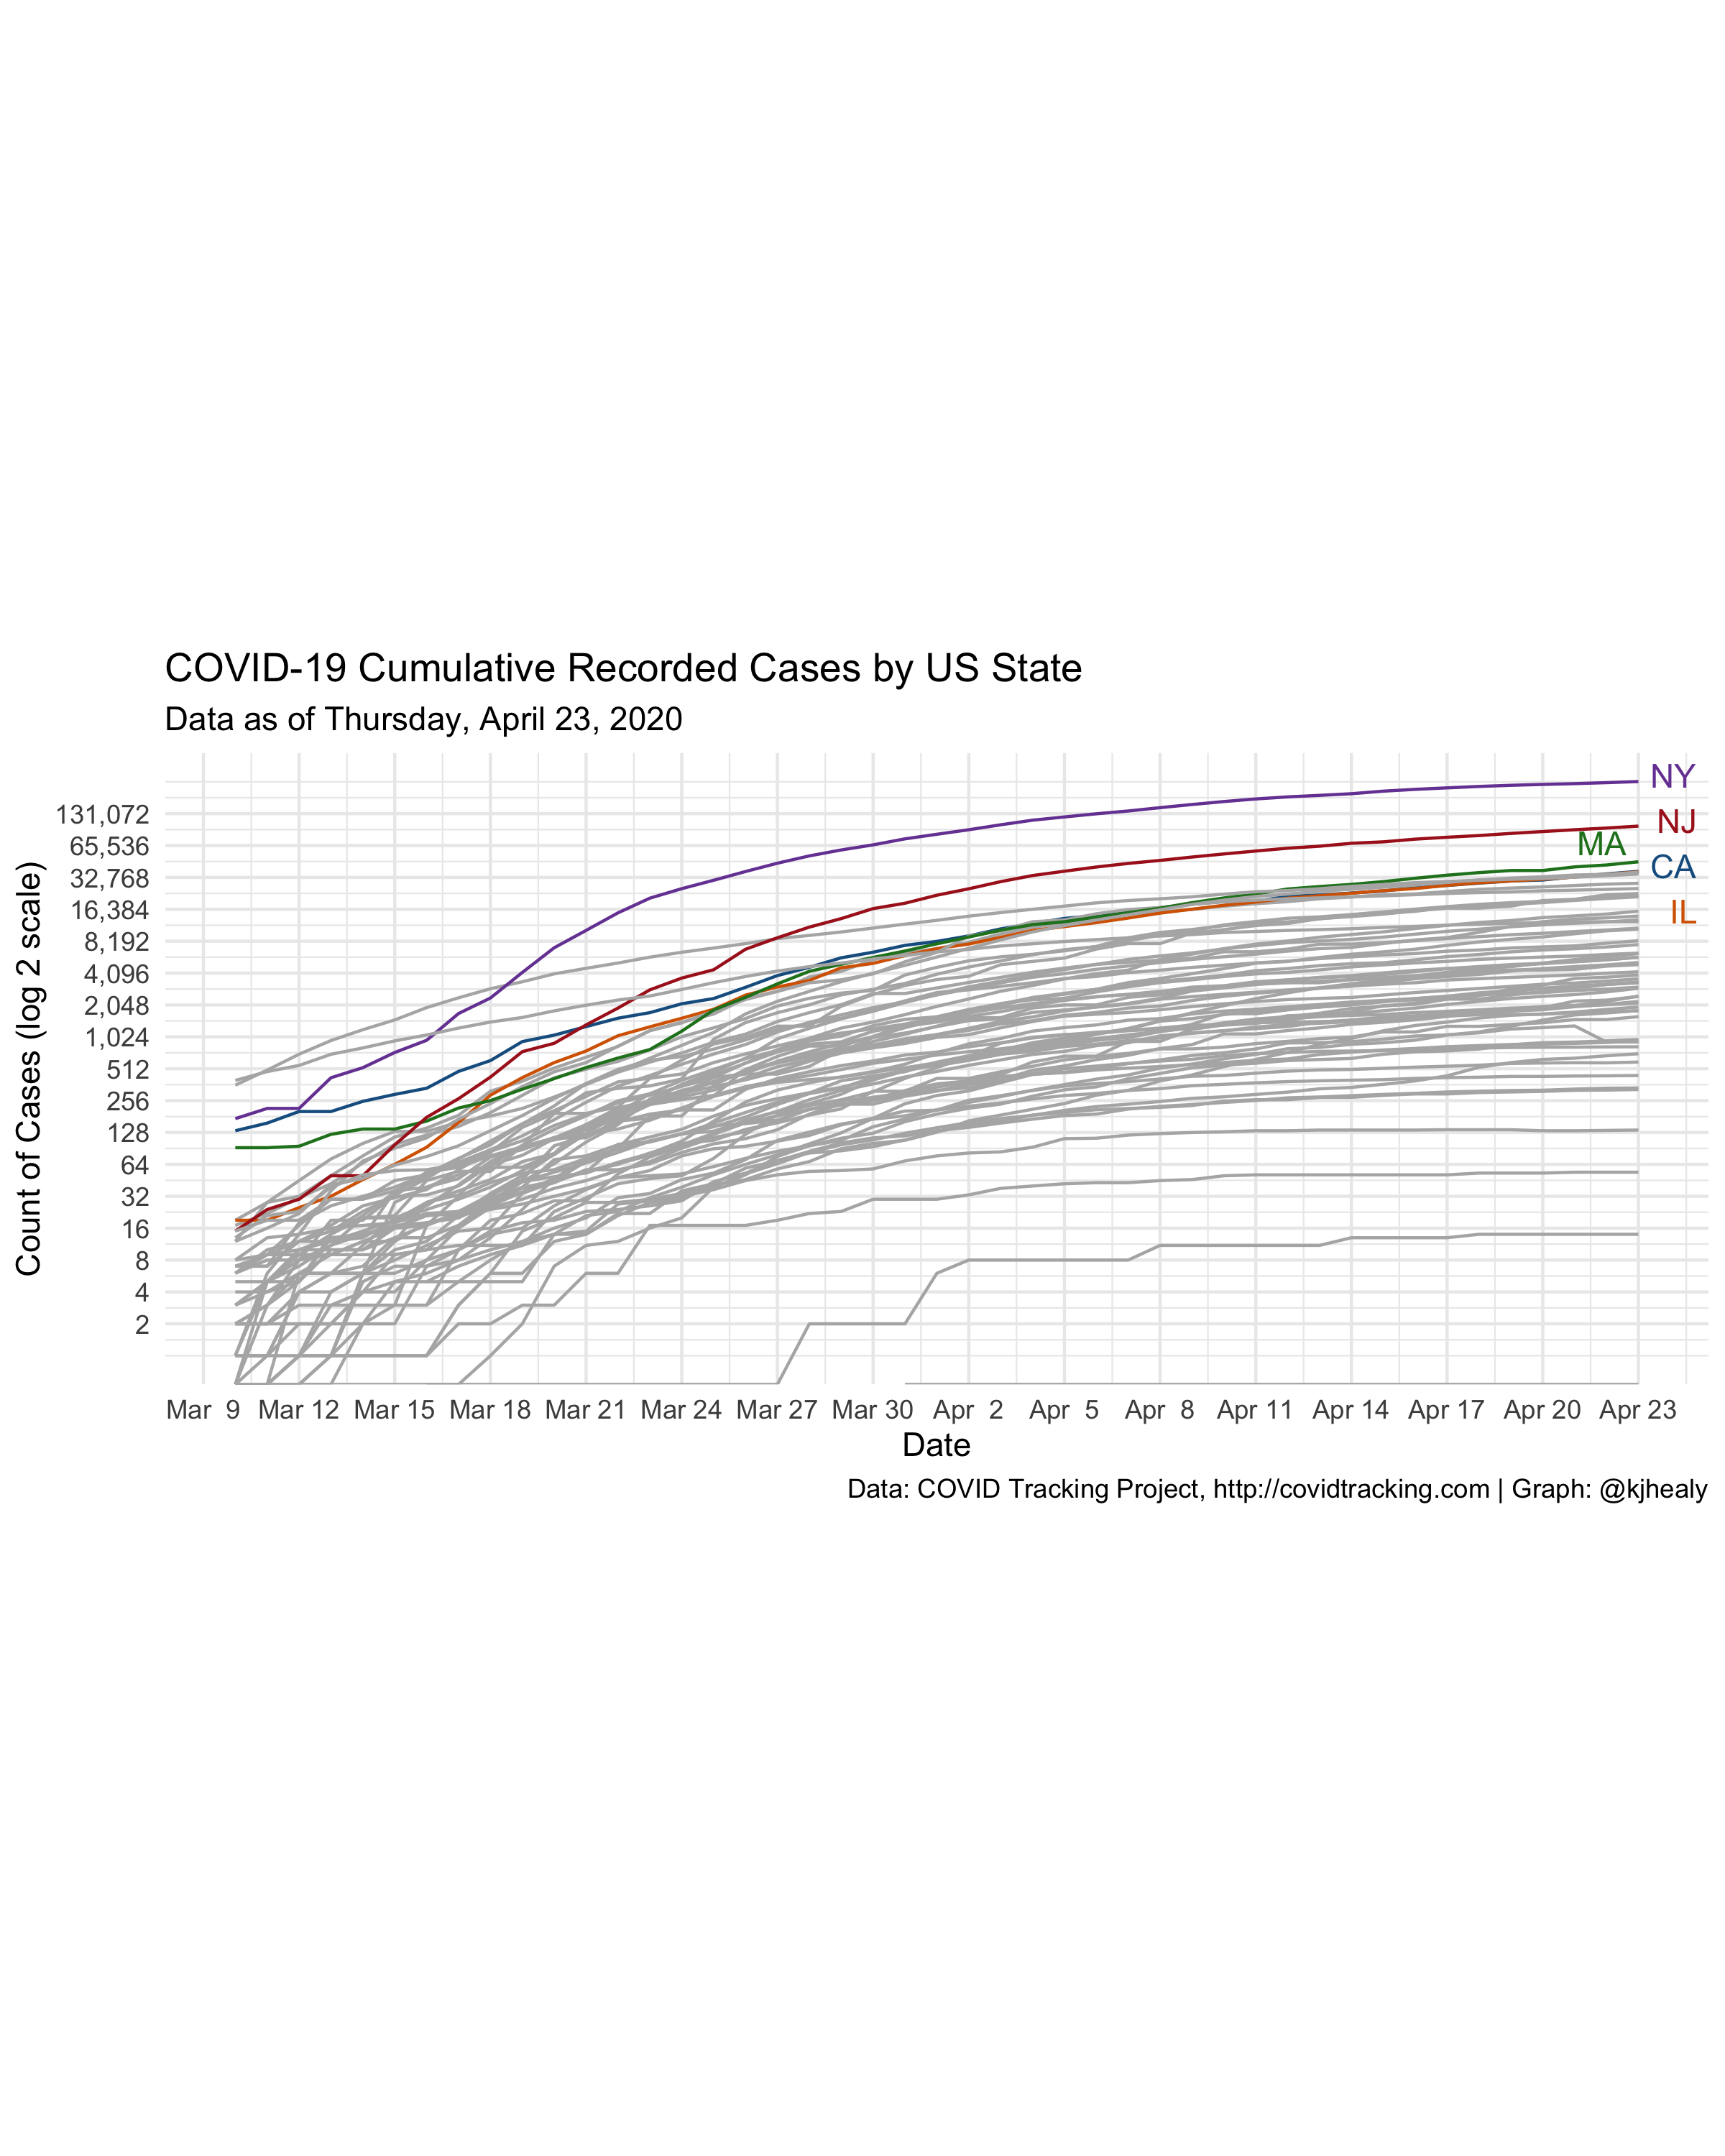 COVID-19 Cumulative Recorded Cases by US State
Data as of Thursday, April 23, 2020
Count of Cases (log 2 scale)
131,072
65,536
32,768
16,384
8,192
4,096
2,048
1,024
512
256
128
64
32
16
8
4
2
NY
NJ
MA
CA
IL
Mar 9 Mar 12 Mar 15 Mar 18 Mar 21 Mar 24 Mar 27 Mar 30 Apr 2 Apr 5 Apr 8 Apr 11 Apr 14 Apr 17 Apr 20 Apr 23
Date
Data: COVID Tracking Project, http://covidtracking.com | Graph: @kjhealy